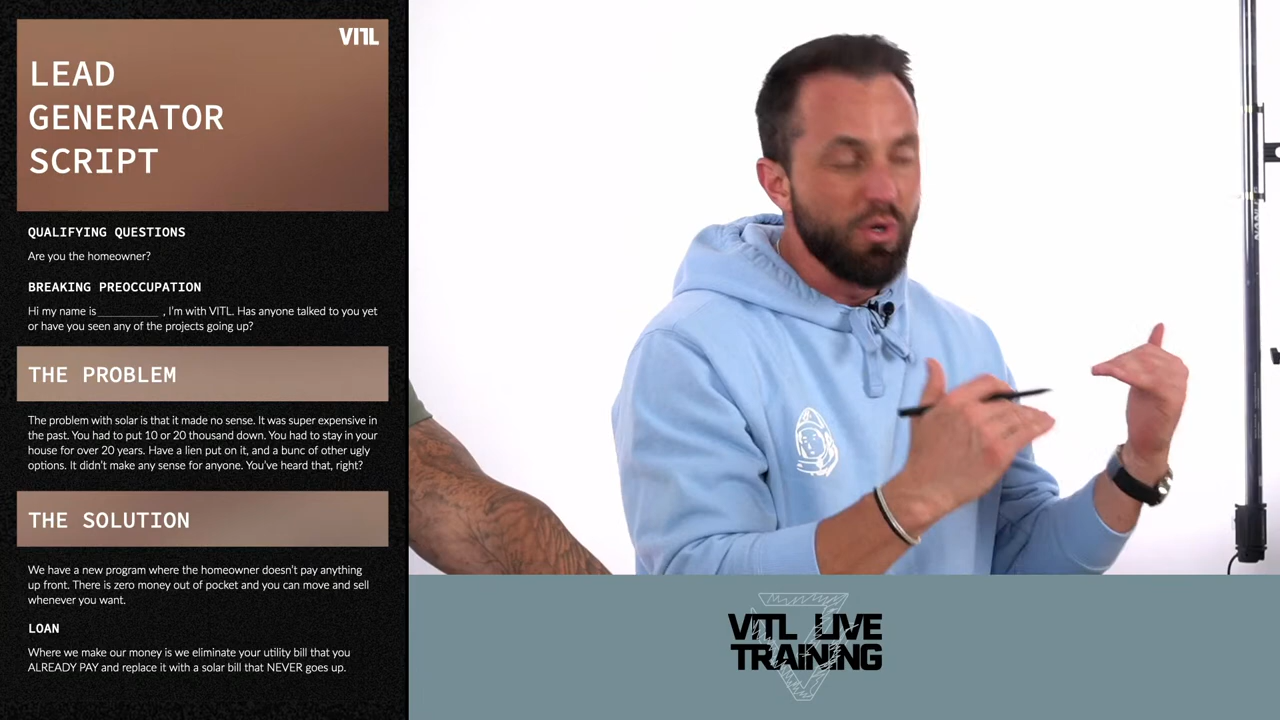 VITL
LEAD
GENERATOR
SCRIPT
QUALIFYING QUESTIONS
Are you the homeowner?
BREAKING PREOCCUPATION
Hi my name is __________ , I'm with VITL. Has anyone talked to you yet
or have you seen any of the projects going up?
THE PROBLEM
The problem with solar is that it made no sense. It was super expensive in
the past. You had to put 10 or 20 thousand down. You had to stay in your
house for over 20 years. Have a lien put on it, and a bunc of other ugly
options. It didn't make any sense for anyone. You've heard that, right?
THE SOLUTION
We have a new program where the homeowner doesn't pay anything
up front. There is zero money out of pocket and you can move and sell
whenever you want.
LOAN
Where we make our money is we eliminate your utility bill that you
ALREADY PAY and replace it with a solar bill that NEVER goes up.
VITL LIVE
TRAINING